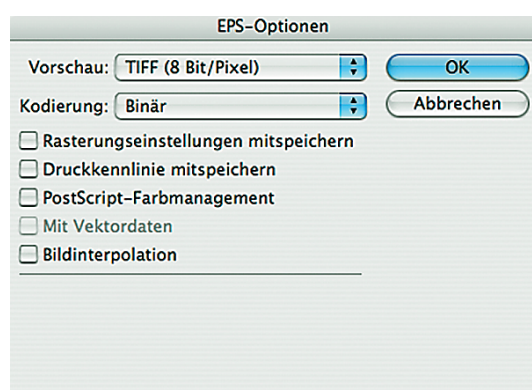 EPS-Optionen
Vorschau: TIFF (8 Bit/Pixel) OK
Kodierung: Binär Abbrechen
Rasterungseinstellungen mitspeichern
Druckkennlinie mitspeichern
PostScript-Farbmanagement
Mit Vektordaten
Bildinterpolation